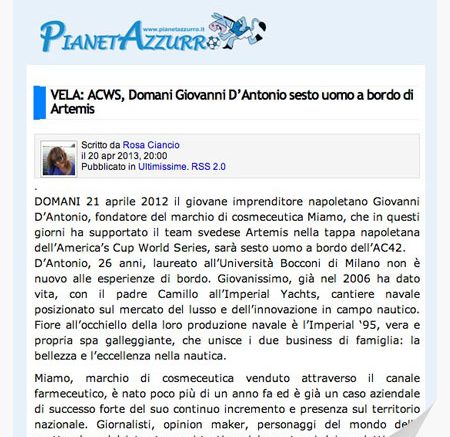 www.pianetazzurro.it
PIANETAZZURRO
VELA: ACWS, Domani Giovanni D'Antonio sesto uomo a bordo di
Artemis
Scritto da Rosa Ciancio
il 20 apr 2013, 20:00
Pubblicato in Ultimissime. RSS 2.0
.
DOMANI 21 aprile 2012 il giovane imprenditore napoletano Giovanni
D'Antonio, fondatore del marchio di cosmeceutica Miamo, che in questi
giorni ha supportato il team svedese Artemis nella tappa napoletana
dell'America's Cup World Series, sarà sesto uomo a bordo dell'AC42.
D'Antonio, 26 anni, laureato all'Università Bocconi di Milano non è
nuovo alle esperienze di bordo. Giovanissimo, già nel 2006 ha dato
vita, con il padre Camillo all'Imperial Yachts, cantiere navale
posizionato sul mercato del lusso e dell'innovazione in campo nautico.
Fiore all'occhiello della loro produzione navale è l'Imperial '95, vera e
propria spa galleggiante, che unisce i due business di famiglia: la
bellezza e l'eccellenza nella nautica.
Miamo, marchio di cosmeceutica venduto attraverso il canale
farmeceutico, è nato poco più di un anno fa ed è già un caso aziendale
di successo forte del suo continuo incremento e presenza sul territorio
nazionale. Giornalisti, opinion maker, personaggi del mondo dello